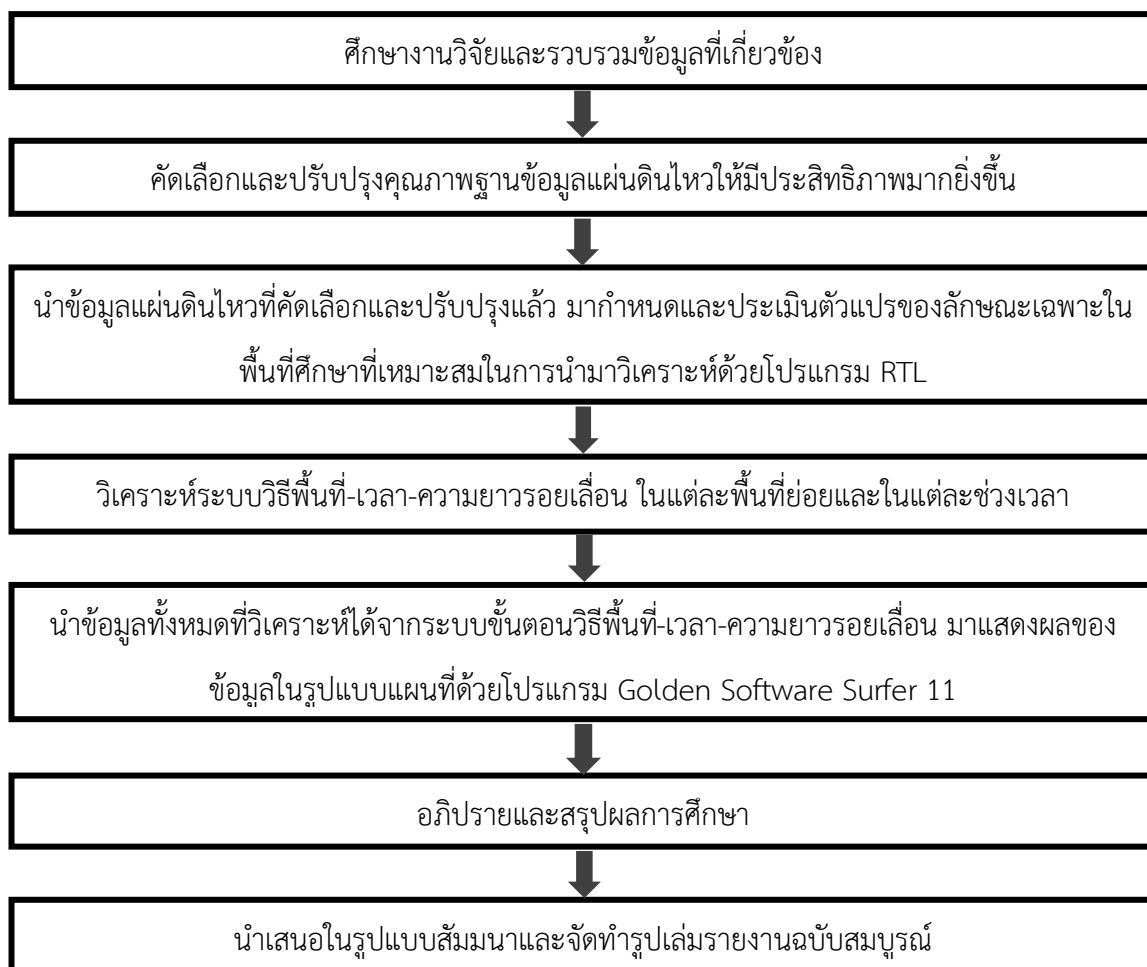 ศึกษางานวิจัยและรวบรวมข้อมูลที่เกี่ยวข้อง
คัดเลือกและปรับปรุงคุณภาพฐานข้อมูลแผ่นดินไหวให้มีประสิทธิภาพมากยิ่งขึ้น
นำข้อมูลแผ่นดินไหวที่คัดเลือกและปรับปรุงแล้ว มากำหนดและประเมินตัวแปรของลักษณะเฉพาะใน
พื้นที่ศึกษาที่เหมาะสมในการนำมาวิเคราะห์ด้วยโปรแกรม RTL
วิเคราะห์ระบบวิธีพื้นที่-เวลา-ความยาวรอยเลื่อน ในแต่ละพื้นที่ย่อยและในแต่ละช่วงเวลา
นำข้อมูลทั้งหมดที่วิเคราะห์ได้จากระบบขั้นตอนวิธีพื้นที่-เวลา-ความยาวรอยเลื่อน มาแสดงผลของ
ข้อมูลในรูปแบบแผนที่ด้วยโปรแกรม Golden Software Surfer 11
อภิปรายและสรุปผลการศึกษา
นำเสนอในรูปแบบสัมมนาและจัดทำรูปเล่มรายงานฉบับสมบูรณ์